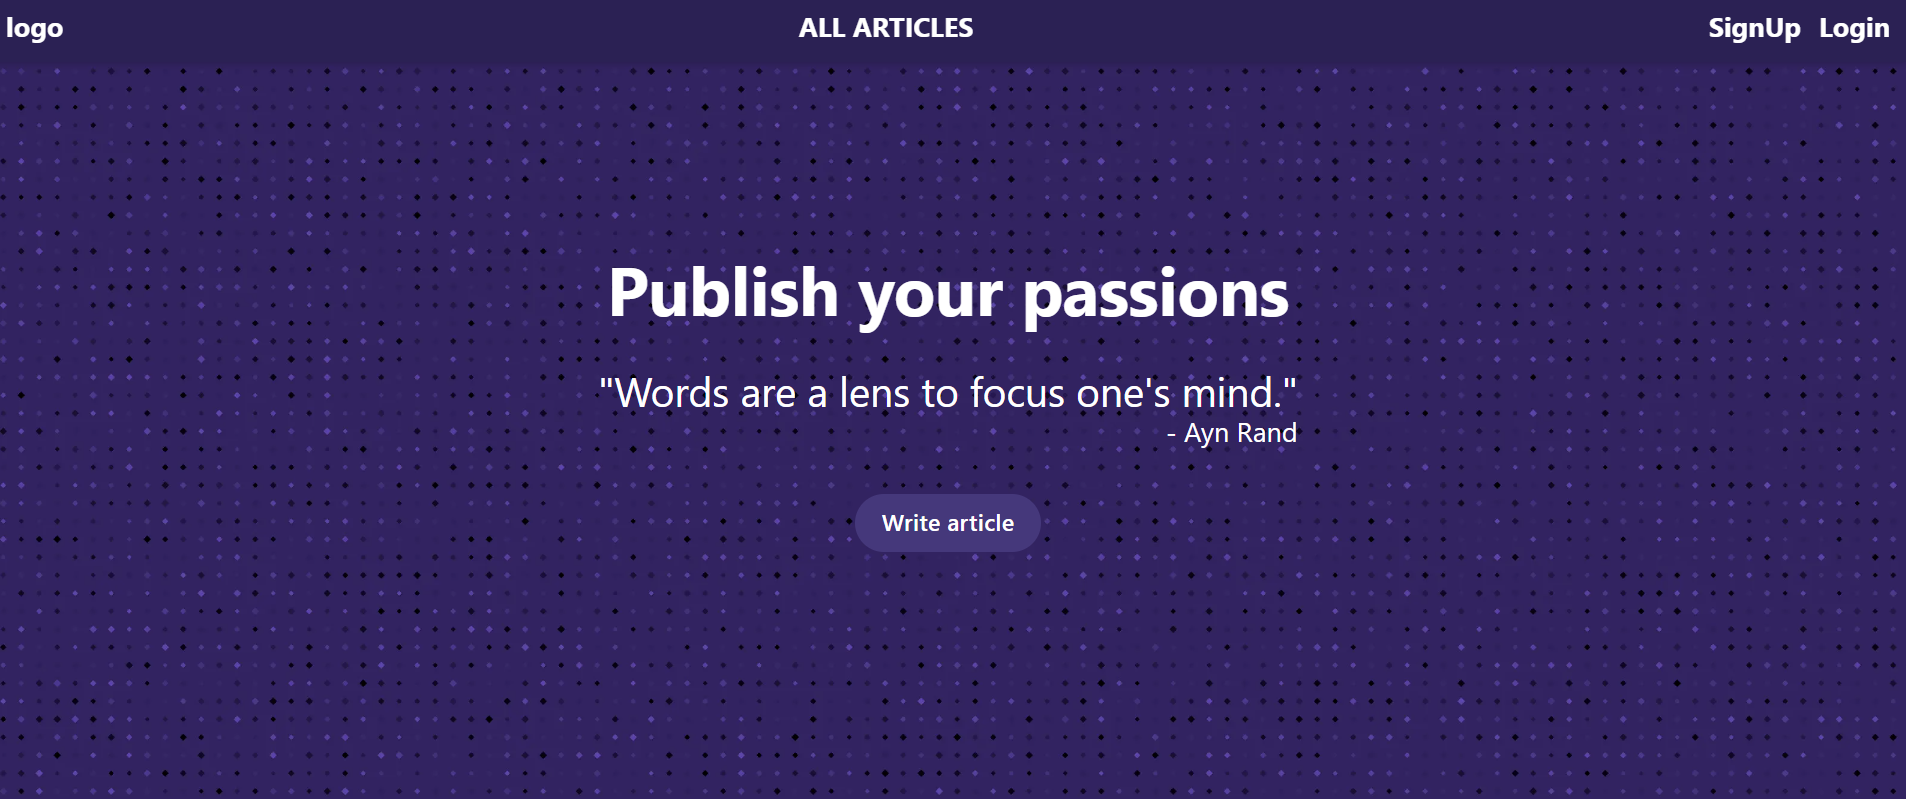 logo
ALL ARTICLES
SignUp Login
Publish your passions
"Words are a lens to focus one's mind."
- Ayn Rand
Write article